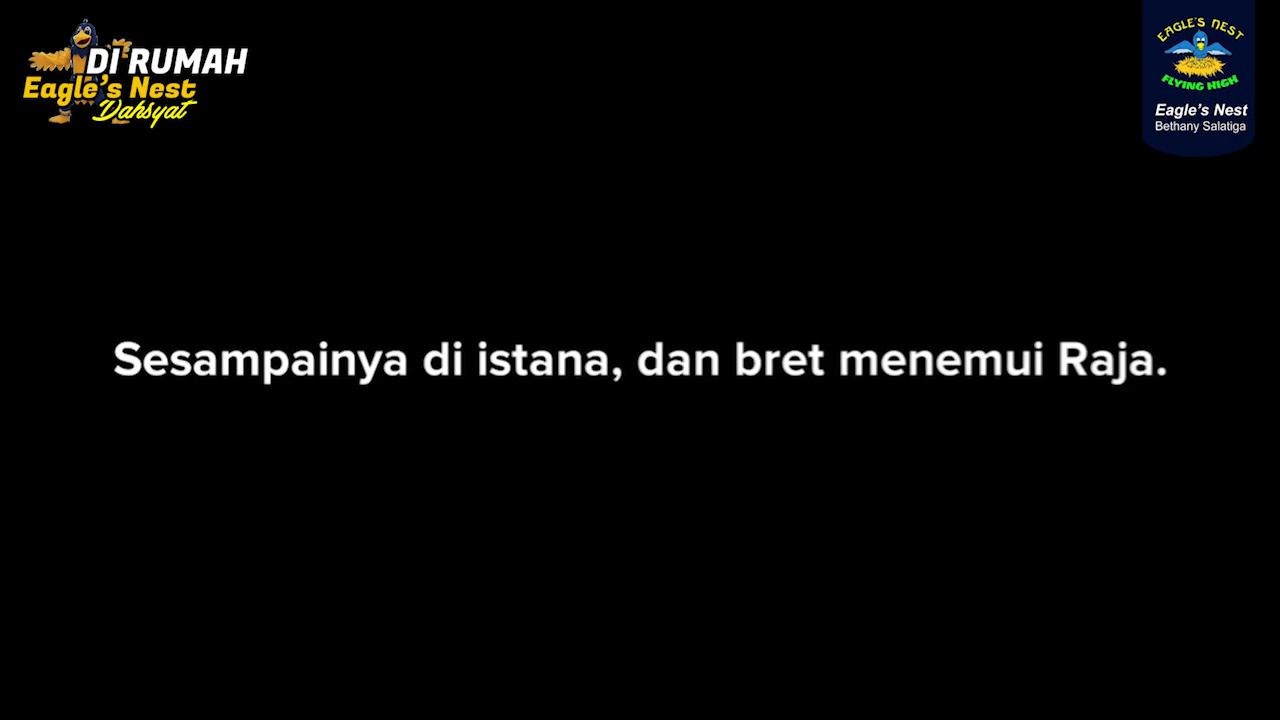 DI RUMAH
Eagle's Nest
Dahsyat
EAGLE'S NEST
FLYING HIGH
Eagle's Nest
Bethany Salatiga
Sesampainya di istana, dan bret menemui Raja.